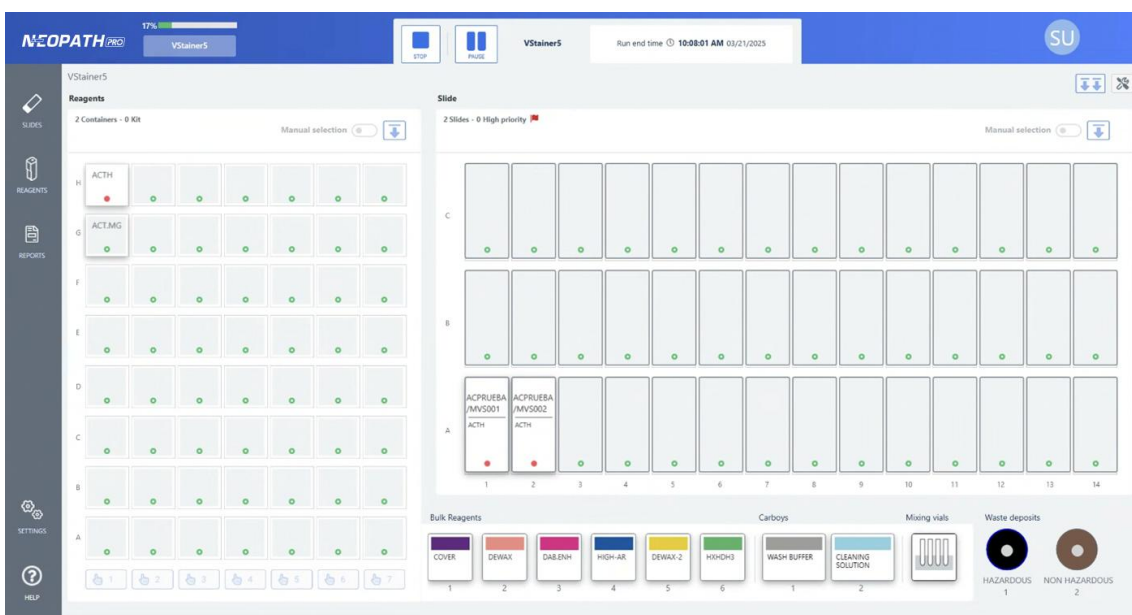 NEOPATH PRO
17%
VStainer5
STOP
PAUSE
VStainer5
Run end time 10:08:01 AM 03/21/2025
SU
SLIDES
REAGENTS
REPORTS
SETTINGS
HELP
VStainer5
Reagents
2 Containers - 0 Kit
Manual selection
H
ACTH
G
ACT.MG
F
E
D
C
B
A
1 2 3 4 5 6 7
Slide
2 Slides - 0 High priority
Manual selection
C
B
A
ACPRUEBA
/MVS001
ACTH
ACPRUEBA
/MVS002
ACTH
1 2 3 4 5 6 7 8 9 10 11 12 13 14
Bulk Reagents
COVER
DEWAX
DAB.ENH
HIGH-AR
DEWAX-2
HXHDH3
1 2 3 4 5 6
Carboys
WASH BUFFER
CLEANING
SOLUTION
1 2
Mixing vials
Waste deposits
HAZARDOUS
1
NON HAZARDOUS
2